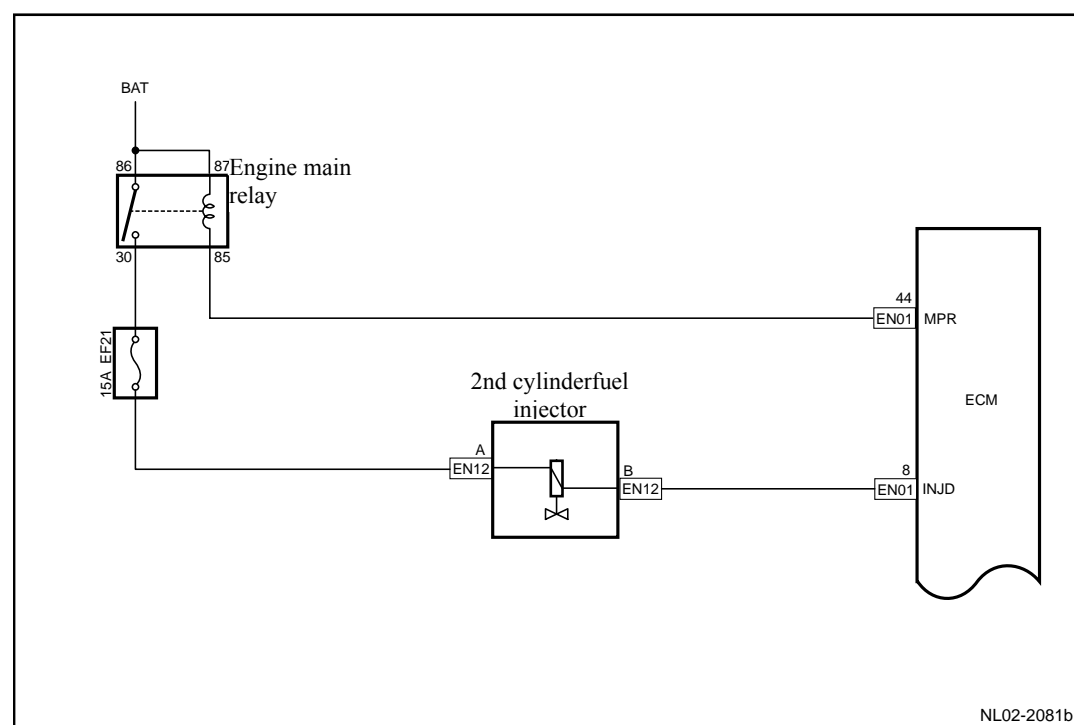 BAT
86
87
Engine main
relay
30
85
44
EN01
MPR
15A EF21
2nd cylinderfuel
injector
ECM
A
EN12
B
EN12
8
EN01
INJD
NL02-2081b